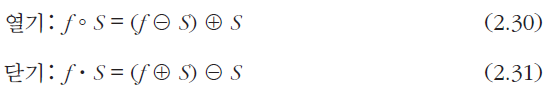 열기: f∘S = (f⊖S)⊕S (2.30)
닫기: f·S = (f⊕S)⊖S (2.31)